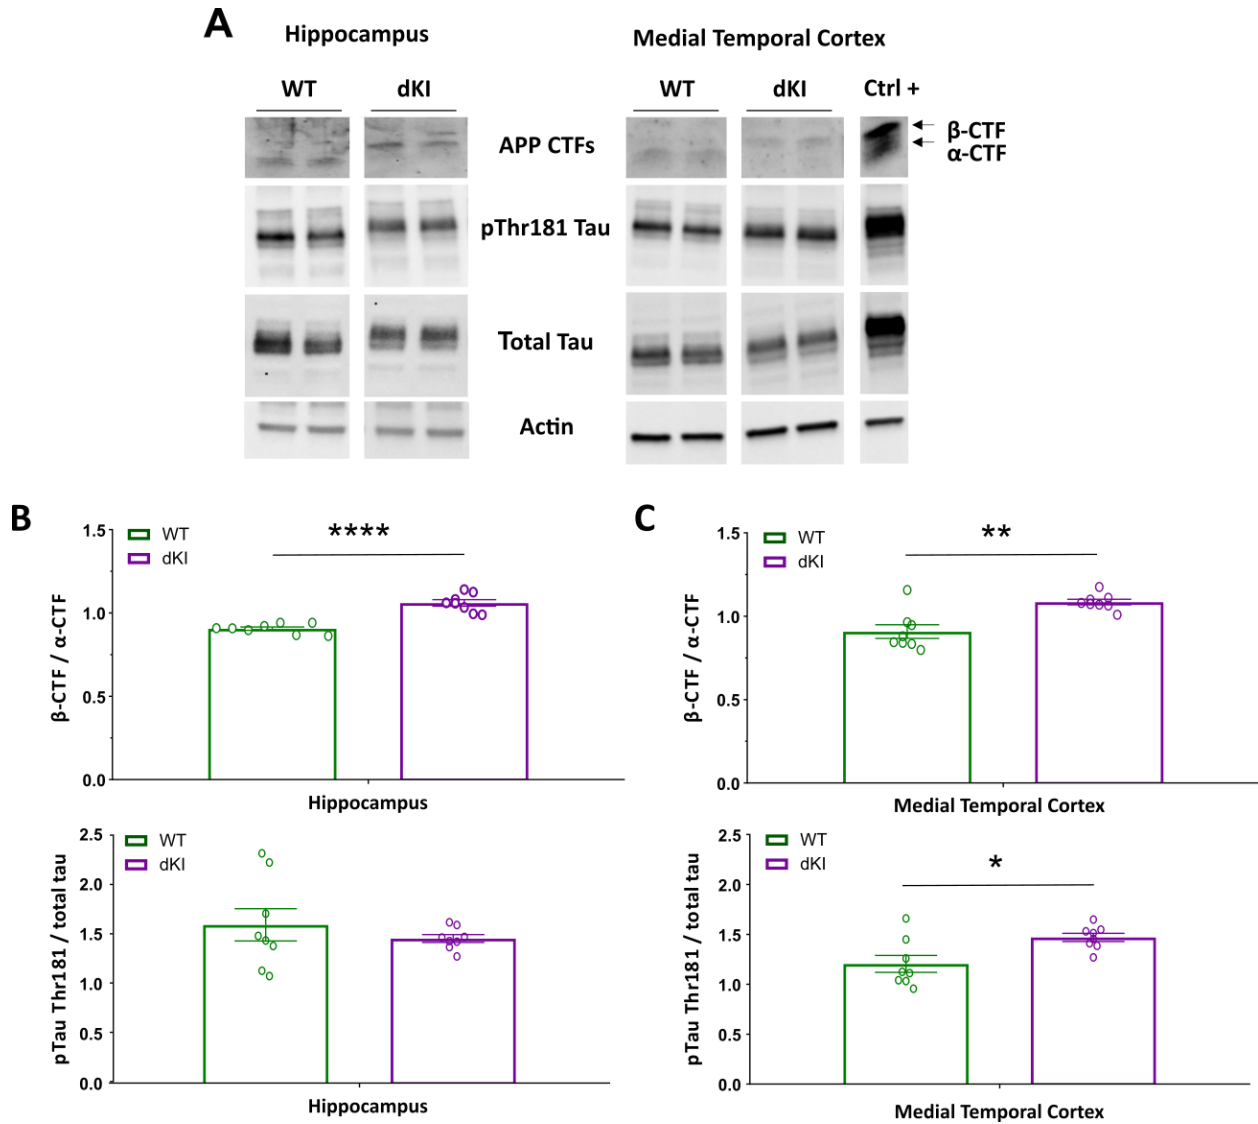 A
Hippocampus
Medial Temporal Cortex
WT
dKI
WT
dKI
Ctrl +
APP CTFs
β-CTF
α-CTF
pThr181 Tau
Total Tau
Actin
B
1.5
1.0
0.5
0.0
β-CTF / α-CTF
WT
dKI
****
Hippocampus
C
1.5
1.0
0.5
0.0
β-CTF / α-CTF
WT
dKI
**
Medial Temporal Cortex
2.5
2.0
1.5
1.0
0.5
0.0
pTau Thr181 / total tau
WT
dKI
Hippocampus
2.5
2.0
1.5
1.0
0.5
0.0
pTau Thr181 / total tau
WT
dKI
*
Medial Temporal Cortex